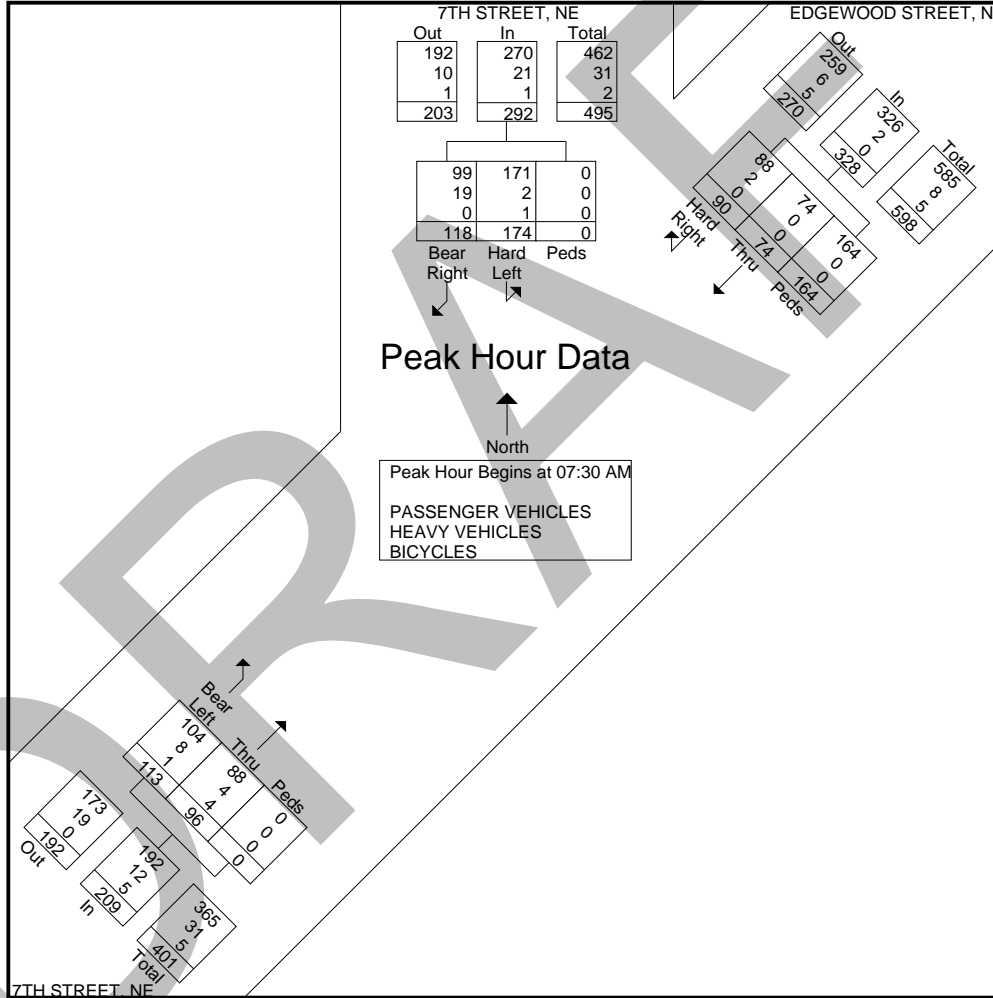 7TH STREET, NE
Out In Total
192 270 462
10 21 31
1 1 2
203 292 495
99 171 0
19 2 0
0 1 0
118 174 0
Bear Right Hard Left Peds
EDGEWOOD STREET, N
Out
259
6
5
270
In
326
2
0
328
Total
585
8
5
598
88
2
0
90
Hard
Right
74
0
0
74
Thru
164
0
0
164
Peds
Peak Hour Data
North
Peak Hour Begins at 07:30 AM
PASSENGER VEHICLES
HEAVY VEHICLES
BICYCLES
Bear
Left
104
8
1
113
Thru
88
4
4
96
Peds
0
0
0
0
173
19
0
192
Out
192
12
5
209
In
365
31
5
401
Total
7TH STREET, NE
DRAF